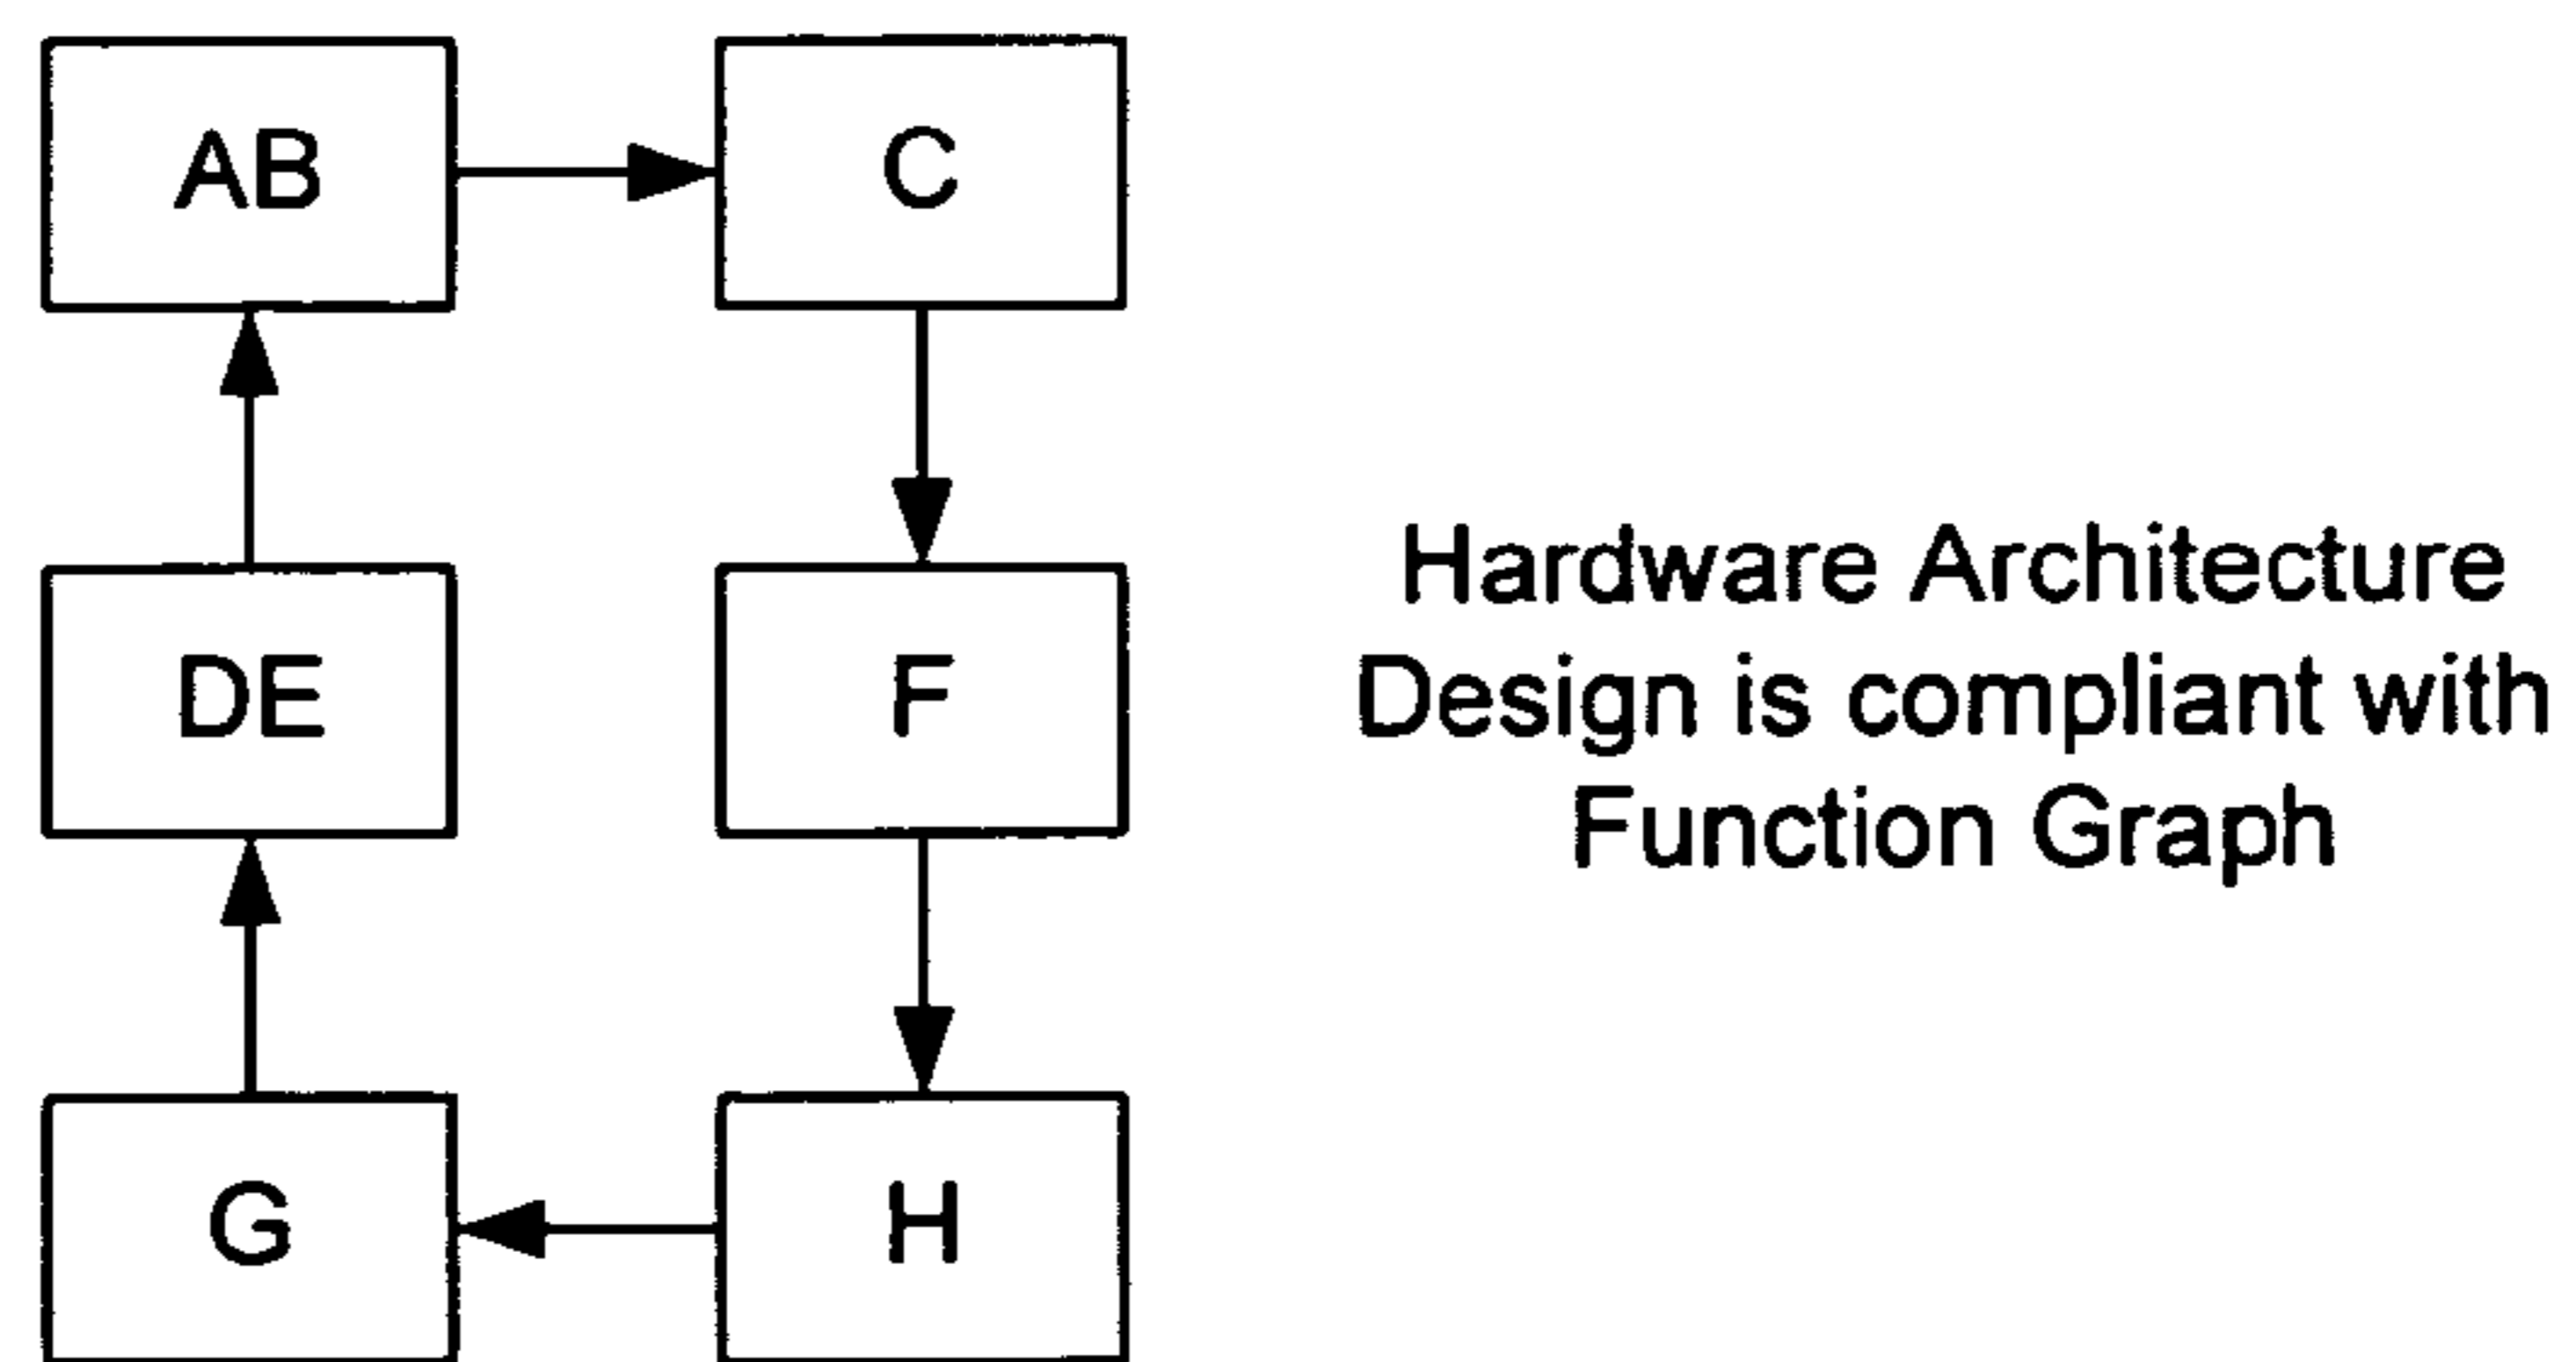 AB
C
DE
F
G
H
Hardware Architecture
Design is compliant with
Function Graph